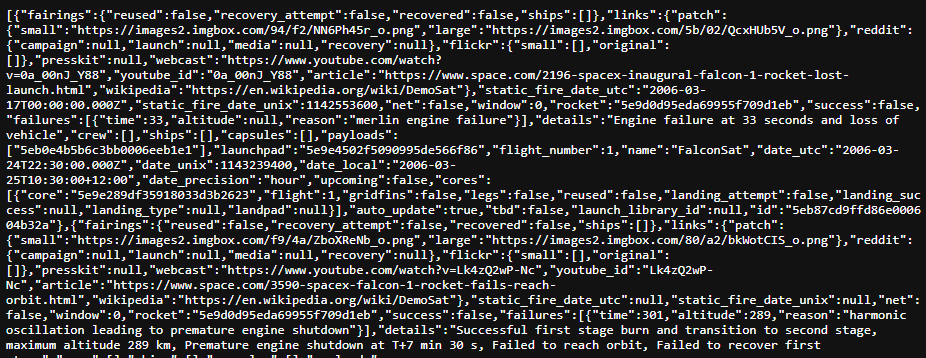 [{"fairings":{"reused":false,"recovery_attempt":false,"recovered":false,"ships":[]},"links":{"patch":
{"small":"https://images2.imgbox.com/94/f2/NN6Ph45r_o.png","large":"https://images2.imgbox.com/5b/02/QcxHUb5V_o.png"},"reddit":
{"campaign":null,"launch":null,"media":null,"recovery":null},"flickr":{"small":[],"original":
[]},"presskit":null,"webcast":"https://www.youtube.com/watch?
v=0a_00nJ_Y88","youtube_id":"0a_00nJ_Y88","article":"https://www.space.com/2196-spacex-inaugural-falcon-1-rocket-lost-
launch.html","wikipedia":"https://en.wikipedia.org/wiki/DemoSat"},"static_fire_date_utc":"2006-03-
17T00:00:00.000Z","static_fire_date_unix":1142553600,"net":false,"window":0,"rocket":"5e9d0d95eda69955f709d1eb","success":false,
"failures":[{"time":33,"altitude":null,"reason":"merlin engine failure"}],"details":"Engine failure at 33 seconds and loss of
vehicle","crew":[],"ships":[],"capsules":[],"payloads":
["5eb0e4b5b6c3bb0006eeb1e1"],"launchpad":"5e9e4502f5090995de566f86","flight_number":1,"name":"FalconSat","date_utc":"2006-03-
24T22:30:00.000Z","date_unix":1143239400,"date_local":"2006-03-
25T10:30:00+12:00","date_precision":"hour","upcoming":false,"cores":
[{"core":"5e9e289df35918033d3b2623","flight":1,"gridfins":false,"legs":false,"reused":false,"landing_attempt":false,"landing_suc
cess":null,"landing_type":null,"landpad":null}],"auto_update":true,"tbd":false,"launch_library_id":null,"id":"5eb87cd9ffd86e0006
04b32a"},{"fairings":{"reused":false,"recovery_attempt":false,"recovered":false,"ships":[]},"links":{"patch":
{"small":"https://images2.imgbox.com/f9/4a/ZboXReNb_o.png","large":"https://images2.imgbox.com/80/a2/bkWotCIS_o.png"},"reddit":
{"campaign":null,"launch":null,"media":null,"recovery":null},"flickr":{"small":[],"original":
[]},"presskit":null,"webcast":"https://www.youtube.com/watch?v=Lk4zQ2wP-Nc","youtube_id":"Lk4zQ2wP-
Nc","article":"https://www.space.com/3590-spacex-falcon-1-rocket-fails-reach-
orbit.html","wikipedia":"https://en.wikipedia.org/wiki/DemoSat"},"static_fire_date_utc":null,"static_fire_date_unix":null,"net":
false,"window":0,"rocket":"5e9d0d95eda69955f709d1eb","success":false,"failures":[{"time":301,"altitude":289,"reason":"harmonic
oscillation leading to premature engine shutdown"}],"details":"Successful first stage burn and transition to second stage,
maximum altitude 289 km, Premature engine shutdown at T+7 min 30 s, Failed to reach orbit, Failed to recover first